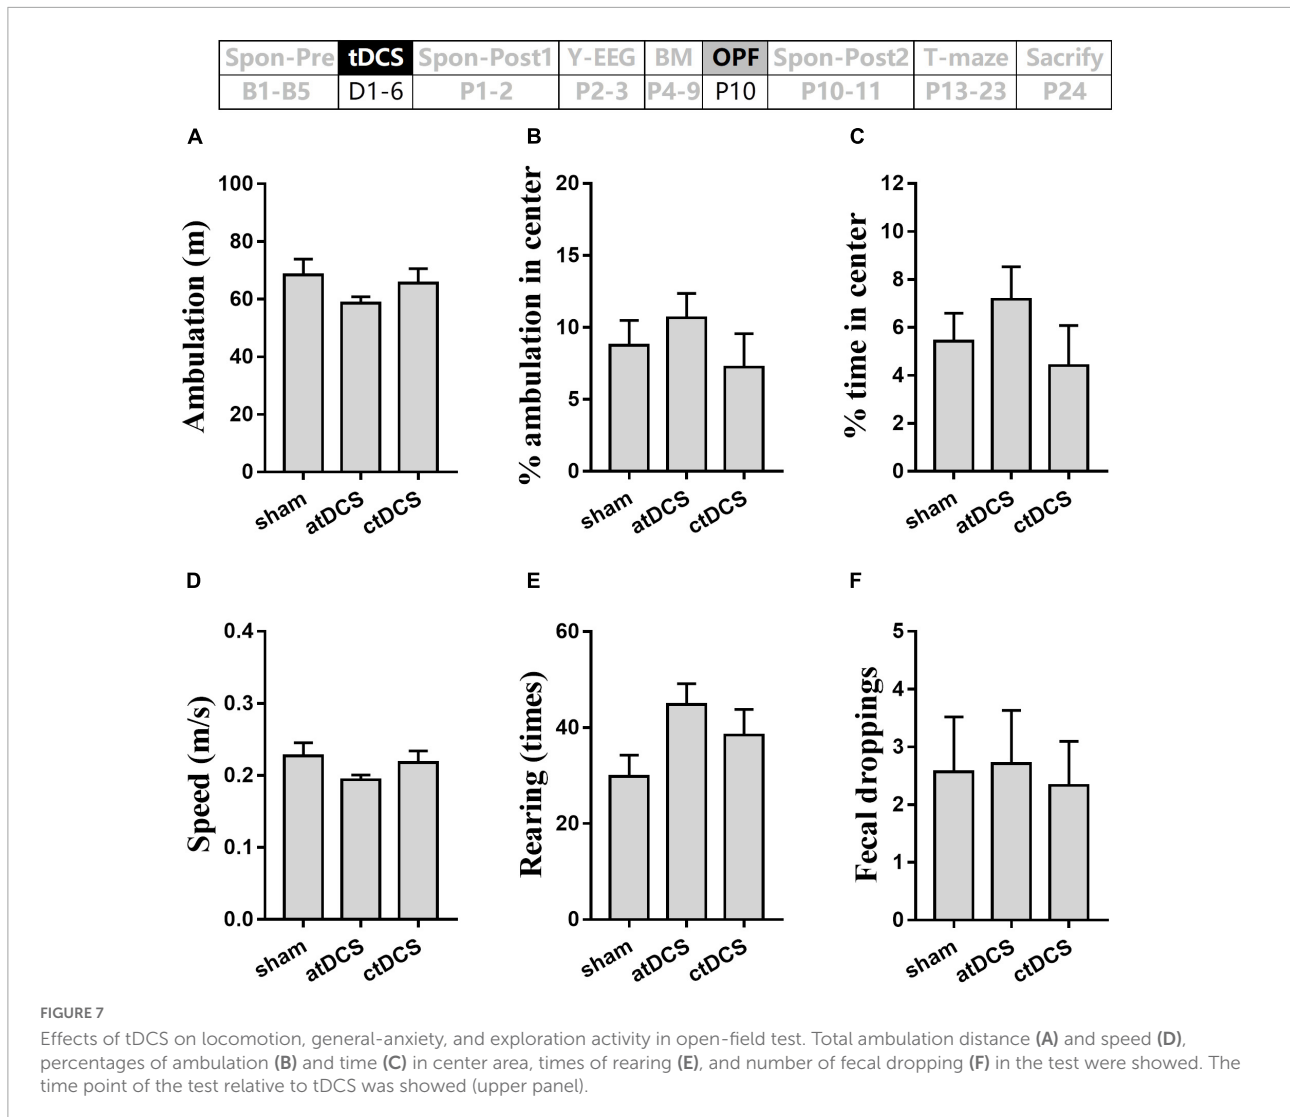 Spon-Pre tDCS Spon-Post1 Y-EEG BM OPF Spon-Post2 T-maze Sacrify
B1-B5 D1-6 P1-2 P2-3 P4-9 P10 P10-11 P13-23 P24
A
Ambulation (m)
100
80
60
40
20
0
sham atDCS ctDCS
B
% ambulation in center
20
15
10
5
0
sham atDCS ctDCS
C
% time in center
12
10
8
6
4
2
0
sham atDCS ctDCS
D
Speed (m/s)
0.4
0.3
0.2
0.1
0.0
sham atDCS ctDCS
E
Rearing (times)
60
40
20
0
sham atDCS ctDCS
F
Fecal droppings
5
4
3
2
1
0
sham atDCS ctDCS
FIGURE 7
Effects of tDCS on locomotion, general-anxiety, and exploration activity in open-field test. Total ambulation distance (A) and speed (D),
percentages of ambulation (B) and time (C) in center area, times of rearing (E), and number of fecal dropping (F) in the test were showed. The
time point of the test relative to tDCS was showed (upper panel).